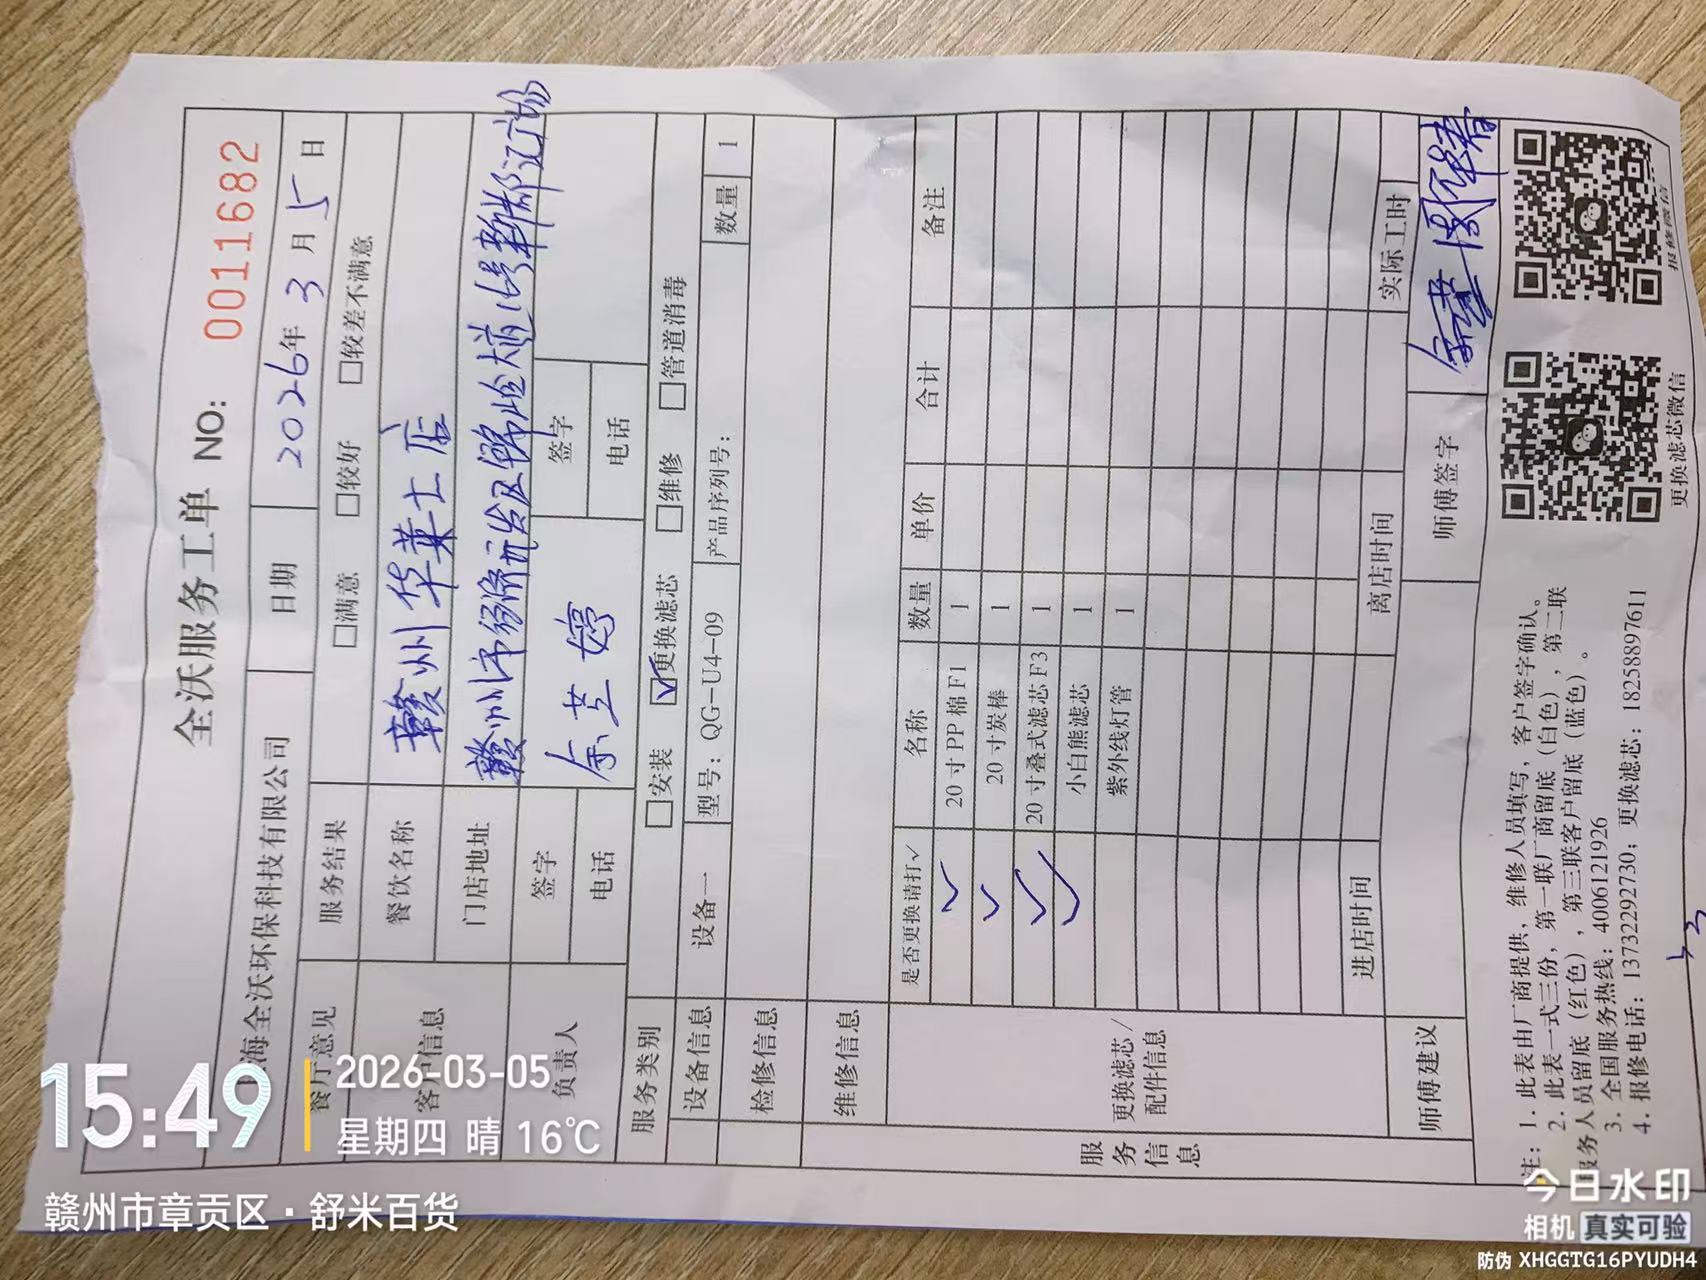 全沃服务工单 NO: 0011682
海全沃环保科技有限公司 日期 2026年 3 月 5 日
餐厅意见 服务结果 □满意 □较好 □较差不满意
客户信息 餐饮名称 赣州华莱士店
门店地址 赣州市 大道 号新都汇广场
负责人 签字 余芝婷 签字
电话 电话
服务类别 □安装 ☑更换滤芯 □维修 □管道消毒
设备信息 设备一 型号: QG-U4-09 产品序列号: 数量 1
检修信息
维修信息
服务信息
更换滤芯/配件信息 是否更换请打✓ 名称 数量 单价 合计 备注
✓ 20寸PP棉F1 1
✓ 20寸炭棒 1
✓ 20寸叠式滤芯F3 1
✓ 小白熊滤芯 1
紫外线灯管 1
进店时间 离店时间 实际工时
师傅建议 师傅签字
注: 1. 此表由厂商提供, 维修人员填写, 客户签字确认。
2. 此表一式三份, 第一联厂商留底(白色), 第二联
服务人员留底(红色), 第三联客户留底(蓝色)。
3. 全国服务热线: 4006121926
4. 报修电话: 13732292730; 更换滤芯: 18258897611
更换滤芯微信
报修微信
15:49
2026-03-05
星期四 晴 16℃
赣州市章贡区·舒米百货
今日水印
相机 真实可验
防伪 XHGGTG16PYUDH4